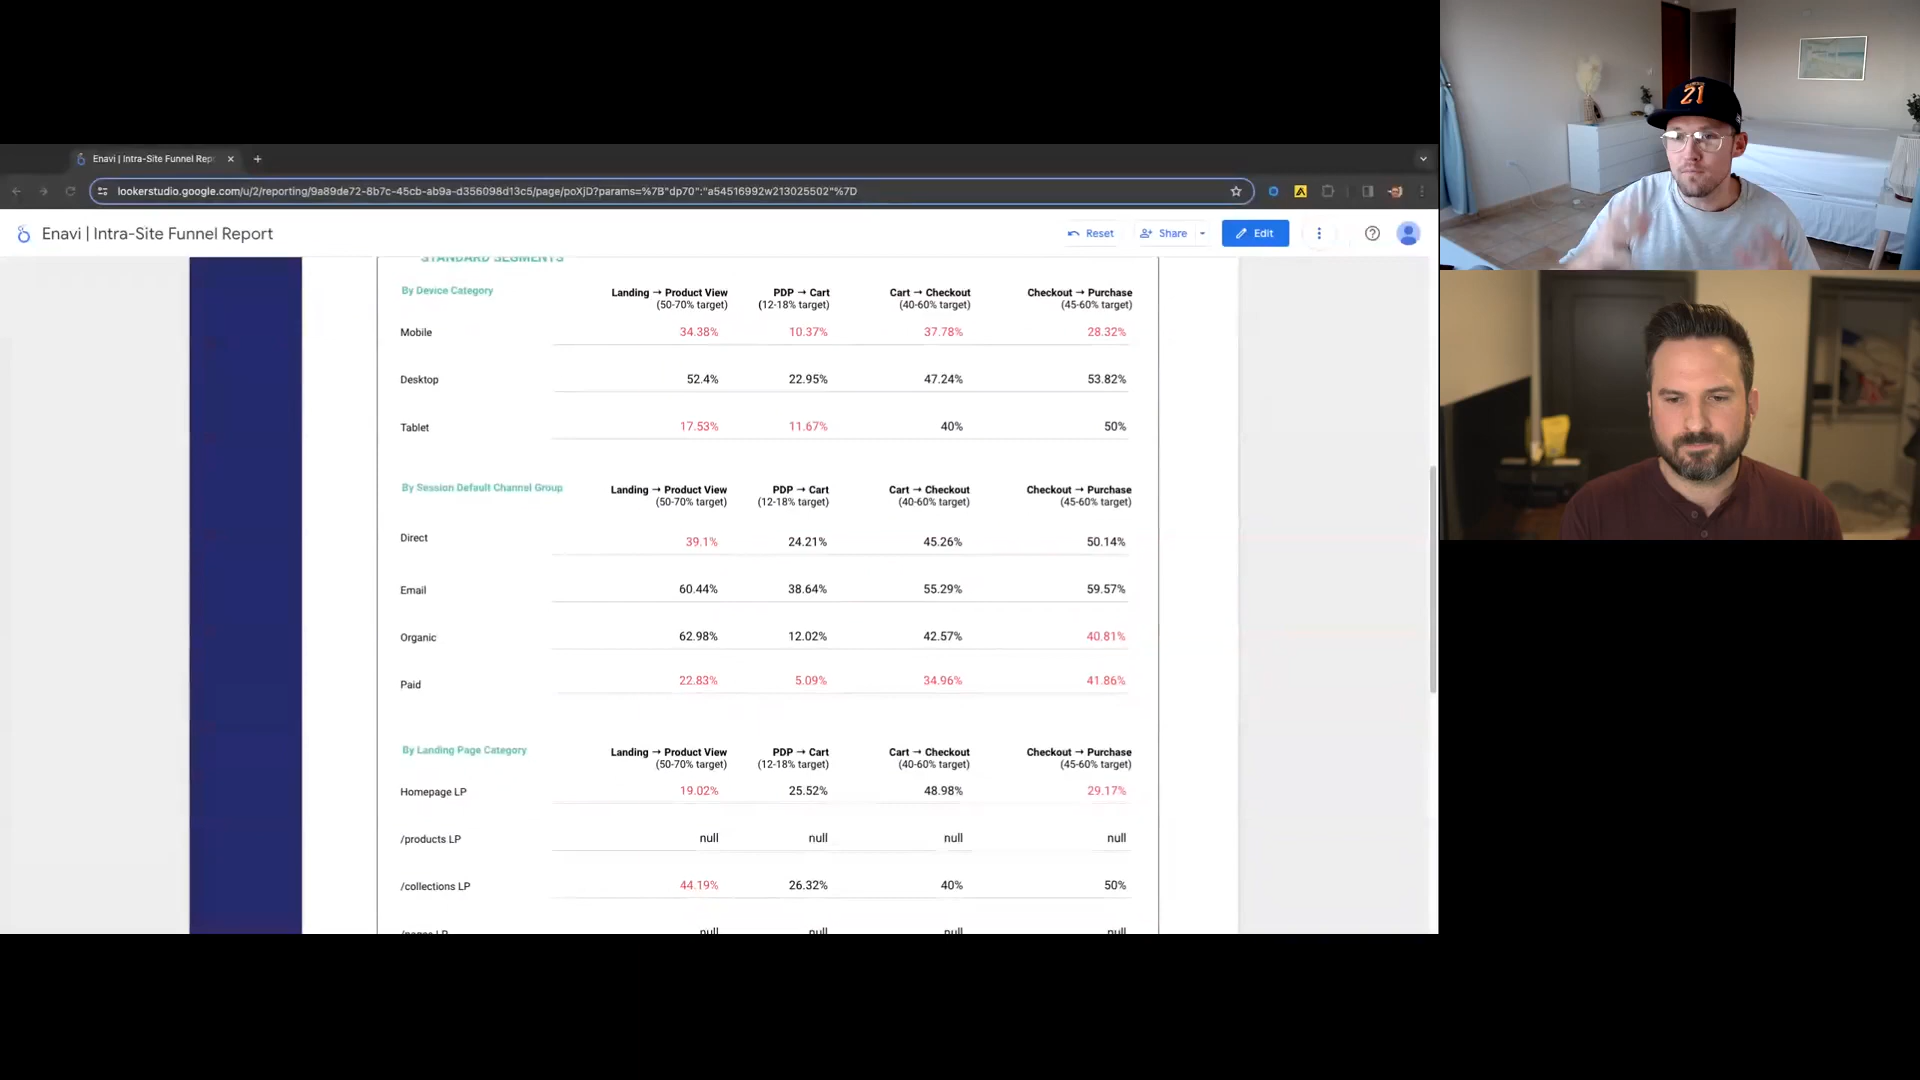 21
Enavi | Intra-Site Funnel Rep
lookerstudio.google.com/u/2/reporting/9a89de72-8b7c-45cb-ab9a-d356098d13c5/page/poXjD?params=%7B"dp70":"a54516992w213025502"%7D
Enavi | Intra-Site Funnel Report
Reset
Share
Edit
STANDARD SEGMENTS
By Device Category Landing → Product View PDP → Cart Cart → Checkout Checkout → Purchase
(50-70% target) (12-18% target) (40-60% target) (45-60% target)
Mobile 34.38% 10.37% 37.78% 28.32%
Desktop 52.4% 22.95% 47.24% 53.82%
Tablet 17.53% 11.67% 40% 50%
By Session Default Channel Group Landing → Product View PDP → Cart Cart → Checkout Checkout → Purchase
(50-70% target) (12-18% target) (40-60% target) (45-60% target)
Direct 39.1% 24.21% 45.26% 50.14%
Email 60.44% 38.64% 55.29% 59.57%
Organic 62.98% 12.02% 42.57% 40.81%
Paid 22.83% 5.09% 34.96% 41.86%
By Landing Page Category Landing → Product View PDP → Cart Cart → Checkout Checkout → Purchase
(50-70% target) (12-18% target) (40-60% target) (45-60% target)
Homepage LP 19.02% 25.52% 48.98% 29.17%
/products LP null null null null
/collections LP 44.19% 26.32% 40% 50%
/pages LP null null null null